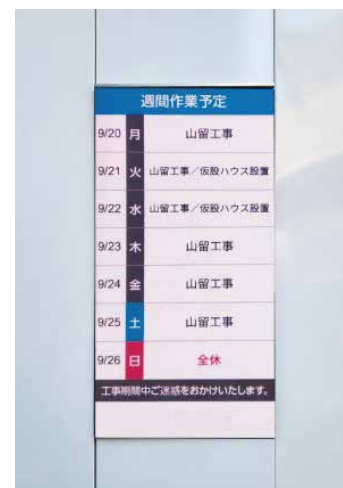 週間作業予定
9/20 月 山留工事
9/21 火 山留工事／仮設ハウス設置
9/22 水 山留工事／仮設ハウス設置
9/23 木 山留工事
9/24 金 山留工事
9/25 土 山留工事
9/26 日 全休
工事期間中ご迷惑をおかけいたします。